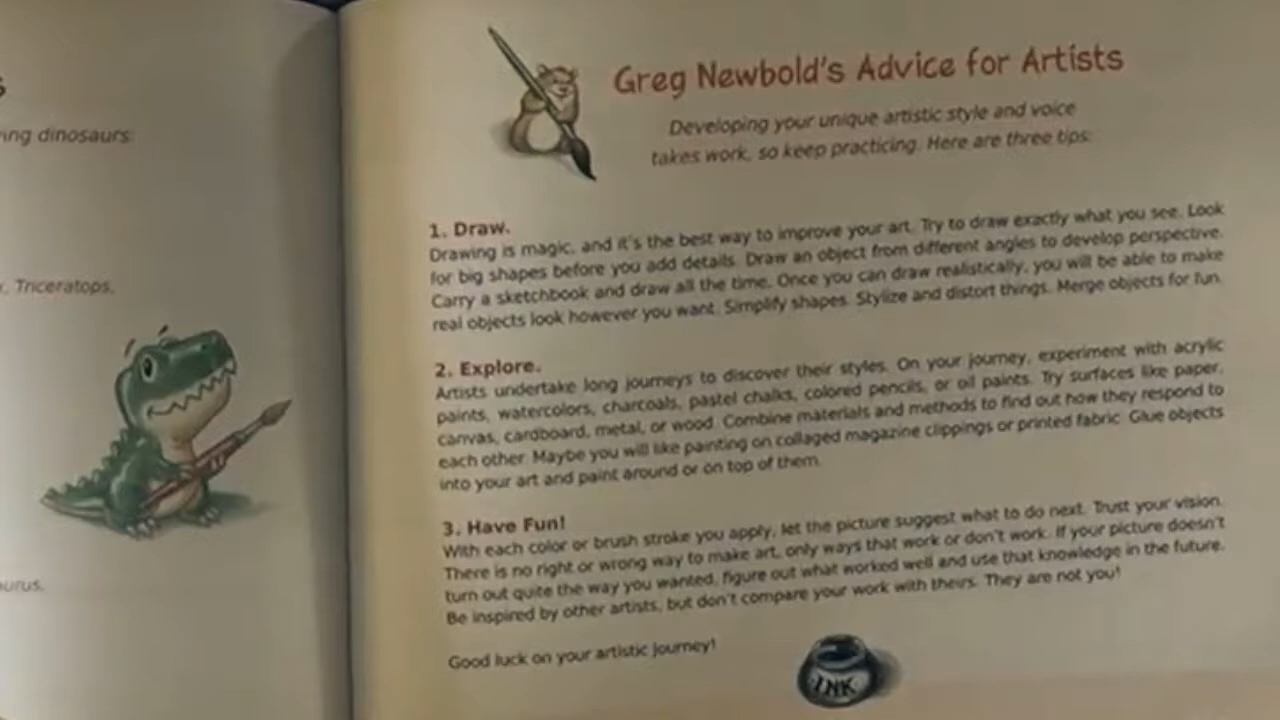 s
ing dinosaurs:
Triceratops,
aurus.
Greg Newbold's Advice for Artists
Developing your unique artistic style and voice
takes work, so keep practicing. Here are three tips:
1. Draw.
Drawing is magic, and it's the best way to improve your art. Try to draw exactly what you see. Look
for big shapes before you add details. Draw an object from different angles to develop perspective.
Carry a sketchbook and draw all the time. Once you can draw realistically, you will be able to make
real objects look however you want. Simplify shapes. Stylize and distort things. Merge objects for fun.
2. Explore.
Artists undertake long journeys to discover their styles. On your journey, experiment with acrylic
paints, watercolors, charcoals, pastel chalks, colored pencils, or oil paints. Try surfaces like paper,
canvas, cardboard, metal, or wood. Combine materials and methods to find out how they respond to
each other. Maybe you will like painting on collaged magazine clippings or printed fabric. Glue objects
into your art and paint around or on top of them.
3. Have Fun!
With each color or brush stroke you apply, let the picture suggest what to do next. Trust your vision.
There is no right or wrong way to make art, only ways that work or don't work. If your picture doesn't
turn out quite the way you wanted, figure out what worked well and use that knowledge in the future.
Be inspired by other artists, but don't compare your work with theirs. They are not you!
Good luck on your artistic journey!
INK